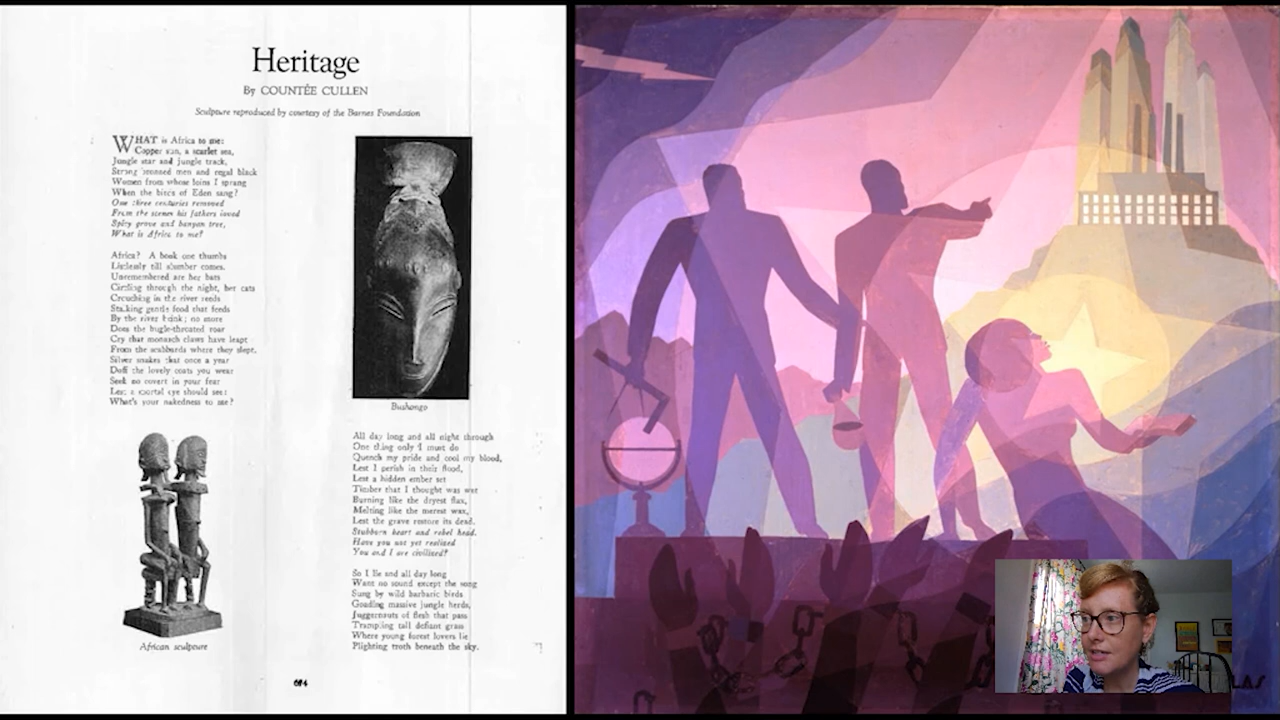 Heritage
By COUNTÉE CULLEN
Sculpture reproduced by courtesy of the Barnes Foundation
WHAT is Africa to me:
Copper sun, a scarlet sea,
Jungle star and jungle track,
Strong bronzed men and regal black
Women from whose loins I sprang
When the birds of Eden sang?
One three centuries removed
From the scenes his fathers loved
Spicy grove and banyan tree,
What is Africa to me?
Africa? A book one thumbs
Listlessly till slumber comes.
Unremembered are her bats
Circling through the night, her cats
Crouching in the river reeds
Stalking gentle food that feeds
By the river brink; no more
Does the bugle-throated roar
Cry that monarch claws have leapt
From the scabbards where they slept.
Silver snakes that once a year
Doff the lovely coats you wear
Seek no covert in your fear
Lest a mortal eye should see:
What's your nakedness to me?
African sculpture
Bushongo
All day long and all night through
One thing only I must do
Quench my pride and cool my blood,
Lest I perish in their flood,
Lest a hidden ember set
Timber that I thought was wet
Burning like the dryest flax,
Melting like the merest wax,
Lest the grave restore its dead.
Stubborn heart and rebel head.
Have you not yet realized
You and I are civilized?
So I lie and all day long
Want no sound except the song
Sung by wild barbaric birds
Goading massive jungle herds,
Juggernauts of flesh that pass
Trampling tall defiant grass
Where young forest lovers lie
Plighting troth beneath the sky.
674
LAS